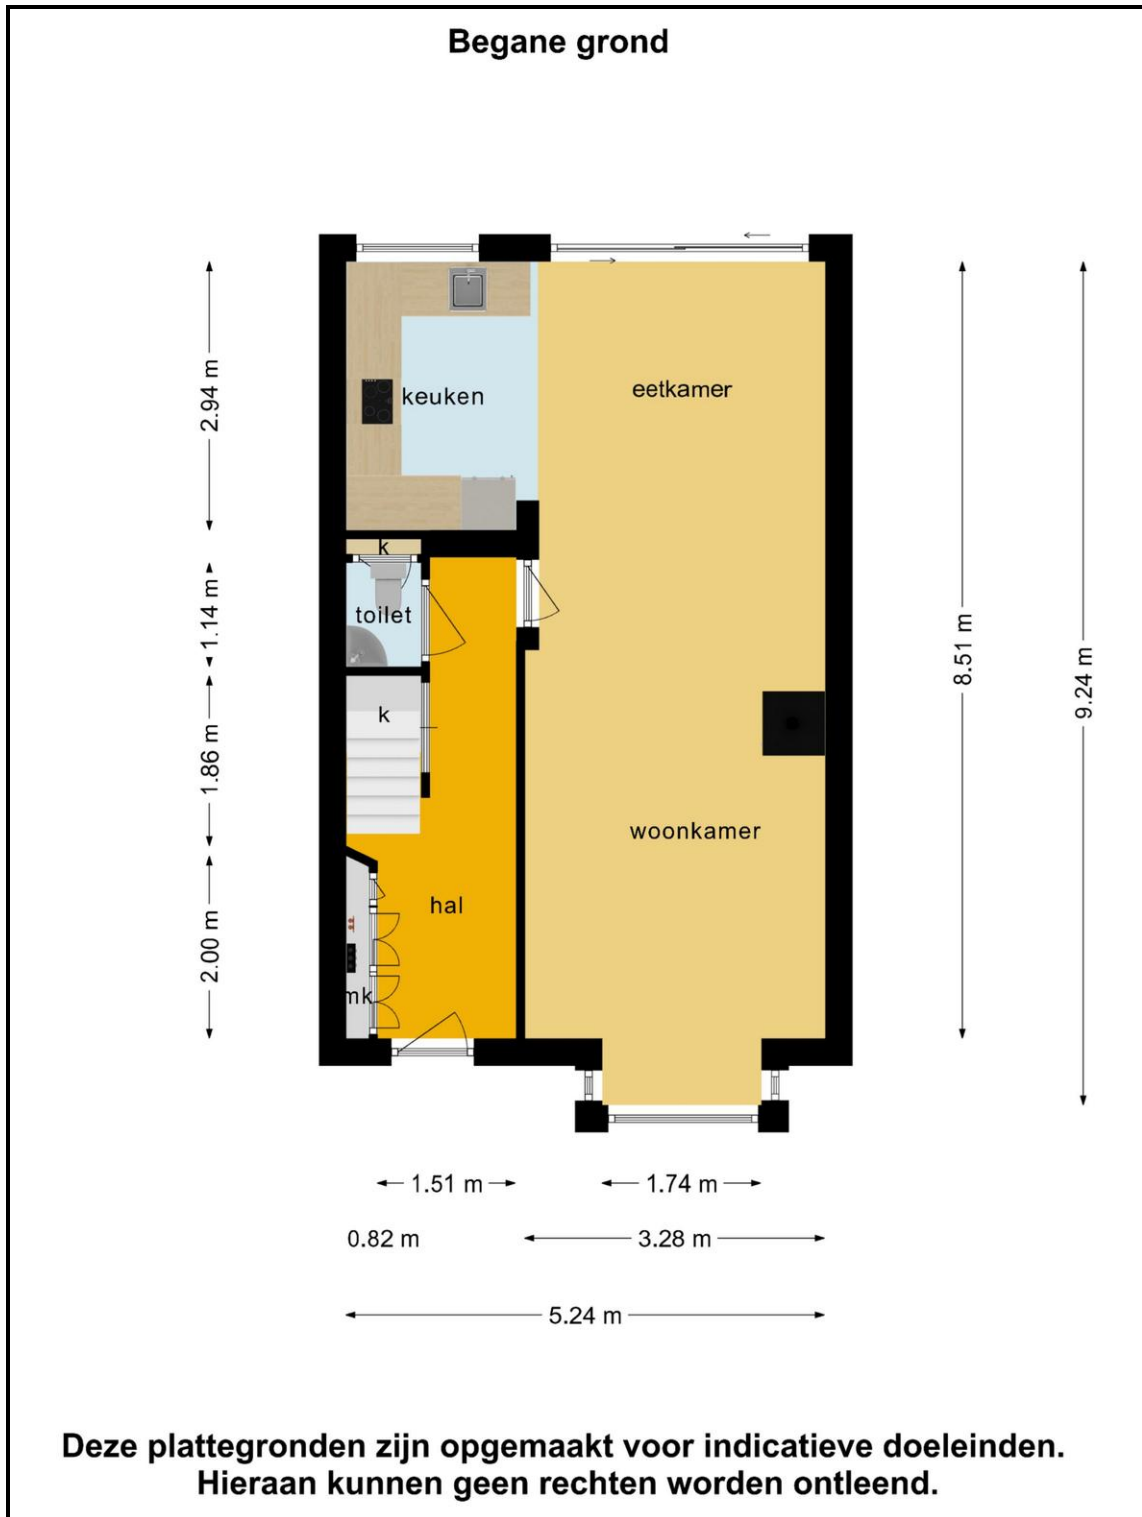 Begane grond
2.94 m
keuken
eetkamer
k
toilet
1.14 m
8.51 m
9.24 m
k
1.86 m
woonkamer
hal
2.00 m
mk
1.51 m
1.74 m
0.82 m
3.28 m
5.24 m
Deze plattegronden zijn opgemaakt voor indicatieve doeleinden.
Hieraan kunnen geen rechten worden ontleend.